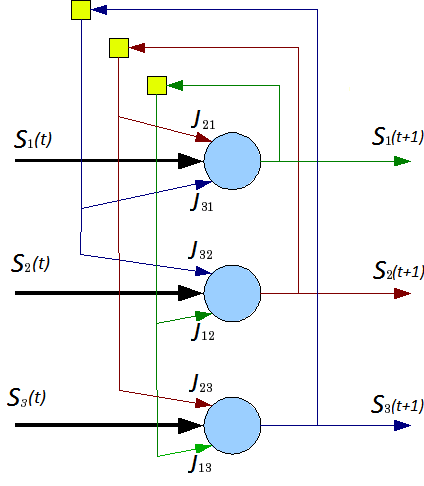 J₂₁
S₁(t) S₁(t+1)
J₃₁
J₃₂
S₂(t) S₂(t+1)
J₁₂
J₂₃
S₃(t) S₃(t+1)
J₁₃